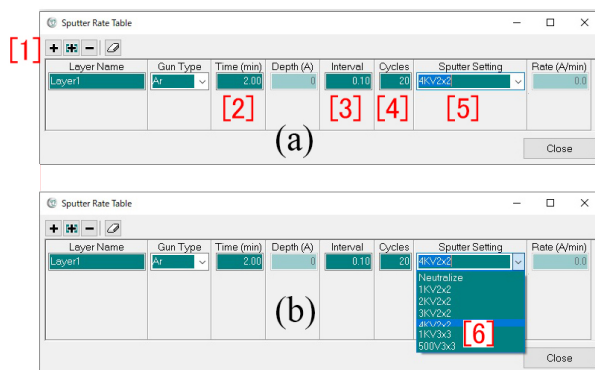 Sputter Rate Table
[1]
Layer Name Gun Type Time (min) Depth (A) Interval Cycles Sputter Setting Rate (A/min)
Layer1 Ar 2.00 0 0.10 20 4KV2x2 0.0
[2] [3] [4] [5]
(a)
Close
Sputter Rate Table
Layer Name Gun Type Time (min) Depth (A) Interval Cycles Sputter Setting Rate (A/min)
Layer1 Ar 2.00 0 0.10 20 4KV2x2 0.0
Neutralize
1KV2x2
2KV2x2
3KV2x2
4KV2x2
1KV3x3
500V3x3
[6]
(b)
Close